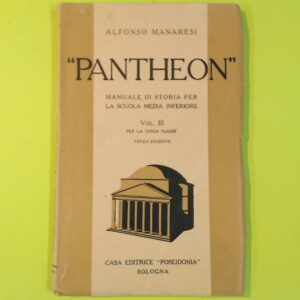 ALFONSO MANARESI
"PANTHEON"
MANUALE DI STORIA PER
LA SCUOLA MEDIA INFERIORE
VOL. III
PER LA TERZA CLASSE
TERZA EDIZIONE
CASA EDITRICE "POSEIDONIA"
BOLOGNA